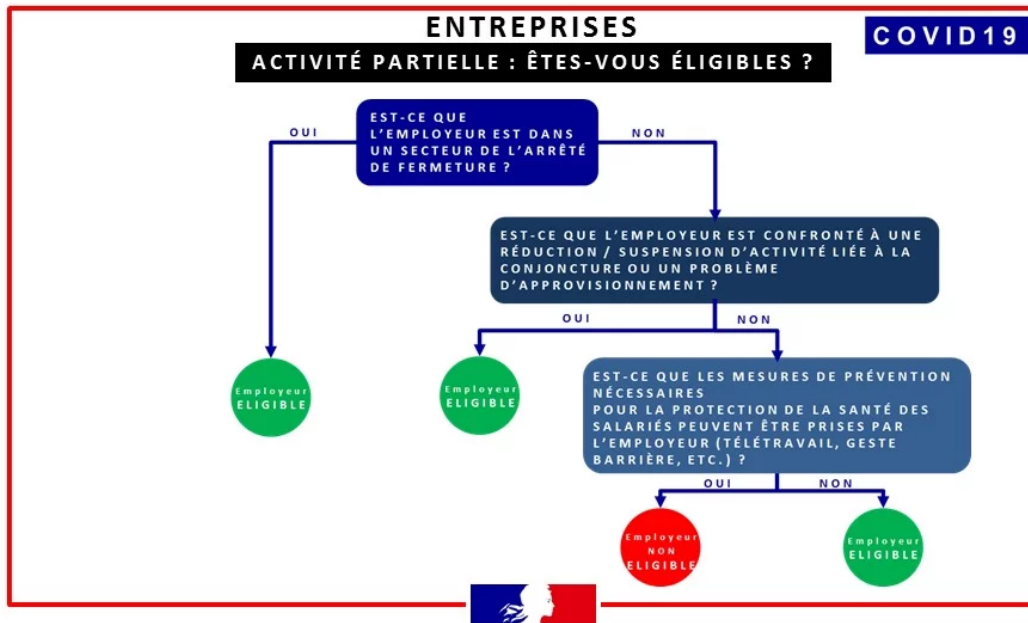 ENTREPRISES
COVID19
ACTIVITÉ PARTIELLE : ÊTES-VOUS ÉLIGIBLES ?
EST-CE QUE
L'EMPLOYEUR EST DANS
UN SECTEUR DE L'ARRÊTÉ
DE FERMETURE ?
OUI
NON
EST-CE QUE L'EMPLOYEUR EST CONFRONTÉ À UNE
RÉDUCTION / SUSPENSION D'ACTIVITÉ LIÉE À LA
CONJONCTURE OU UN PROBLÈME
D'APPROVISIONNEMENT ?
OUI
NON
Employeur
ELIGIBLE
Employeur
ELIGIBLE
EST-CE QUE LES MESURES DE PRÉVENTION
NÉCESSAIRES
POUR LA PROTECTION DE LA SANTÉ DES
SALARIÉS PEUVENT ÊTRE PRISES PAR
L'EMPLOYEUR (TÉLÉTRAVAIL, GESTE
BARRIÈRE, ETC.) ?
OUI
NON
Employeur
NON
ELIGIBLE
Employeur
ELIGIBLE